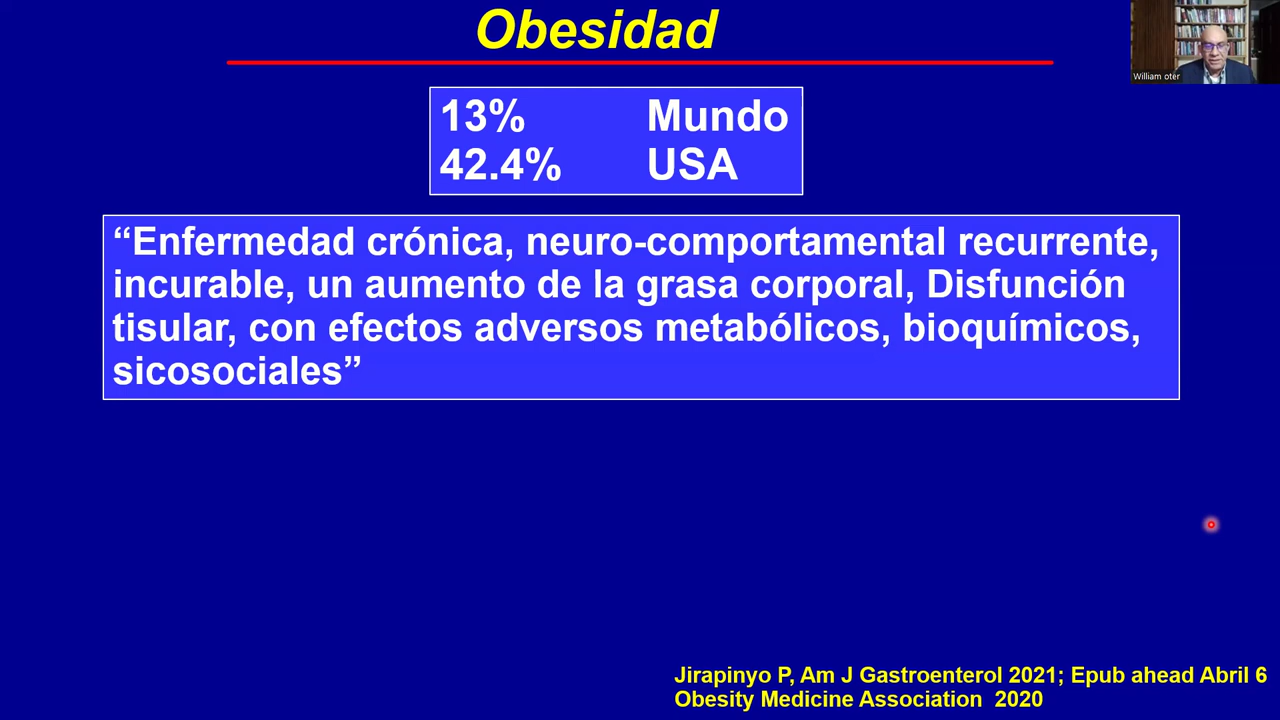 Obesidad
William oter
13% Mundo
42.4% USA
“Enfermedad crónica, neuro-comportamental recurrente,
incurable, un aumento de la grasa corporal, Disfunción
tisular, con efectos adversos metabólicos, bioquímicos,
sicosociales”
Jirapinyo P, Am J Gastroenterol 2021; Epub ahead Abril 6
Obesity Medicine Association 2020